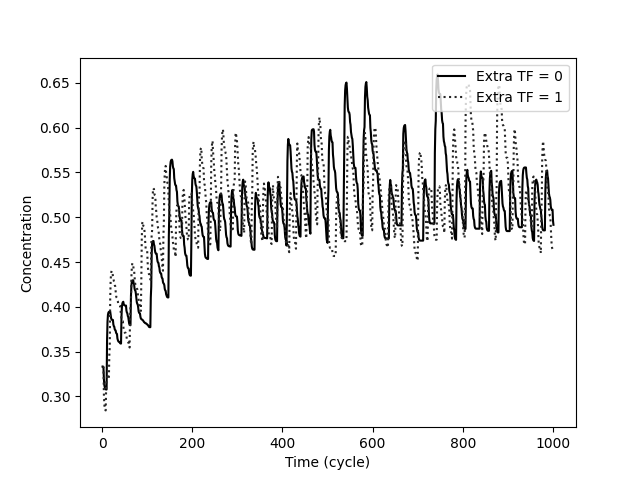 Extra TF = 0
Extra TF = 1
0.65
0.60
0.55
0.50
0.45
0.40
0.35
0.30
Concentration
0 200 400 600 800 1000
Time (cycle)